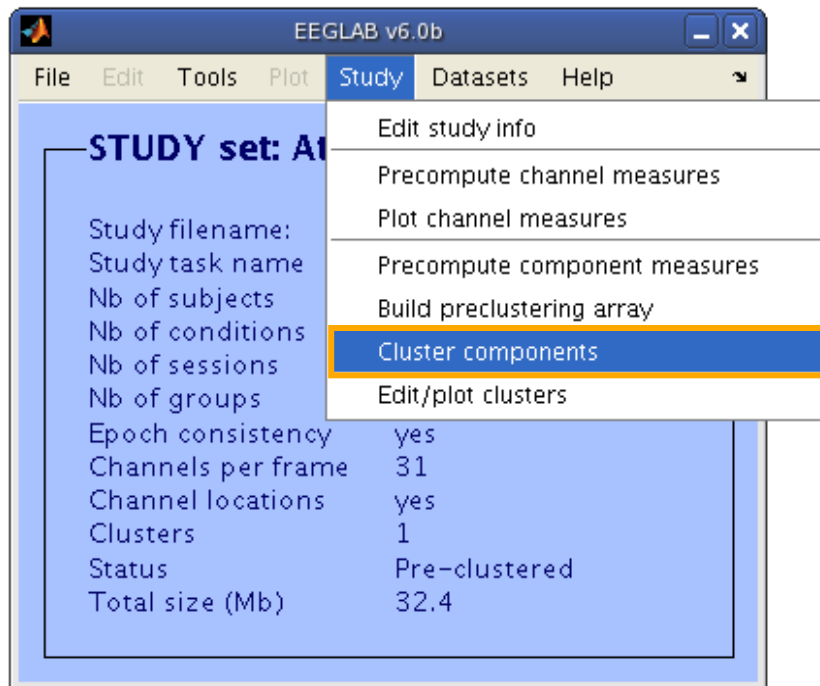 EEGLAB v6.0b
File Edit Tools Plot Study Datasets Help
STUDY set: At
Edit study info
Precompute channel measures
Plot channel measures
Precompute component measures
Build preclustering array
Cluster components
Edit/plot clusters
Study filename:
Study task name
Nb of subjects
Nb of conditions
Nb of sessions
Nb of groups
Epoch consistency yes
Channels per frame 31
Channel locations yes
Clusters 1
Status Pre-clustered
Total size (Mb) 32.4